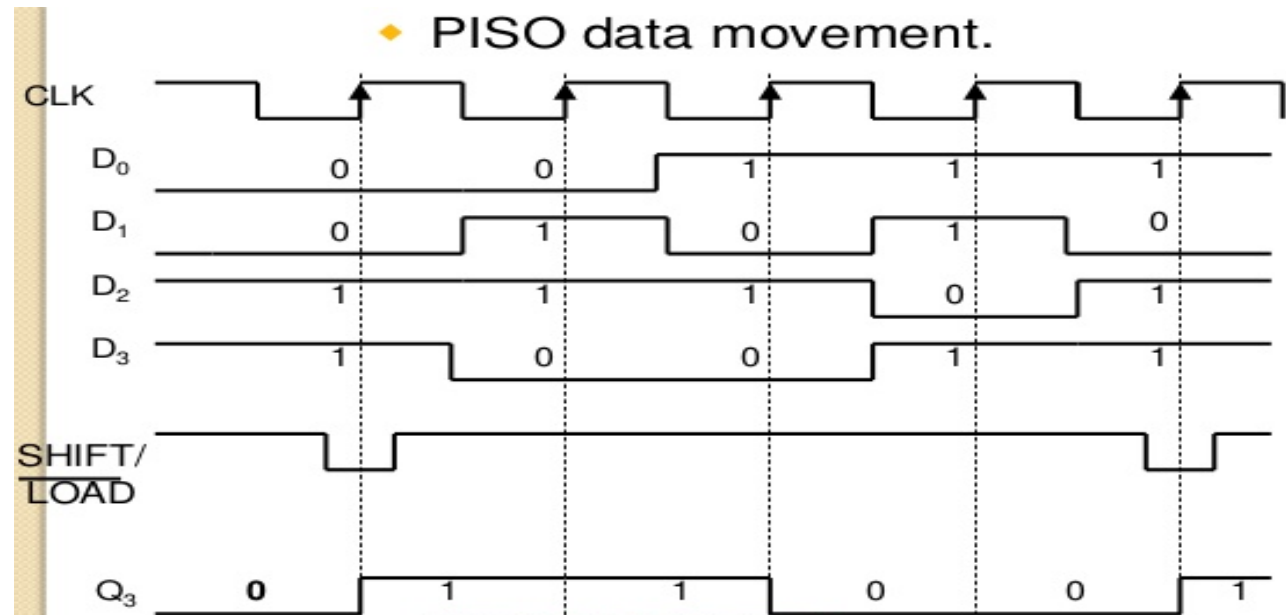 ◆ PISO data movement.
CLK
D₀ 0 0 1 1 1
D₁ 0 1 0 1 0
D₂ 1 1 1 0 1
D₃ 1 0 0 1 1
SHIFT/
LOAD
Q₃ 0 1 1 0 0 1